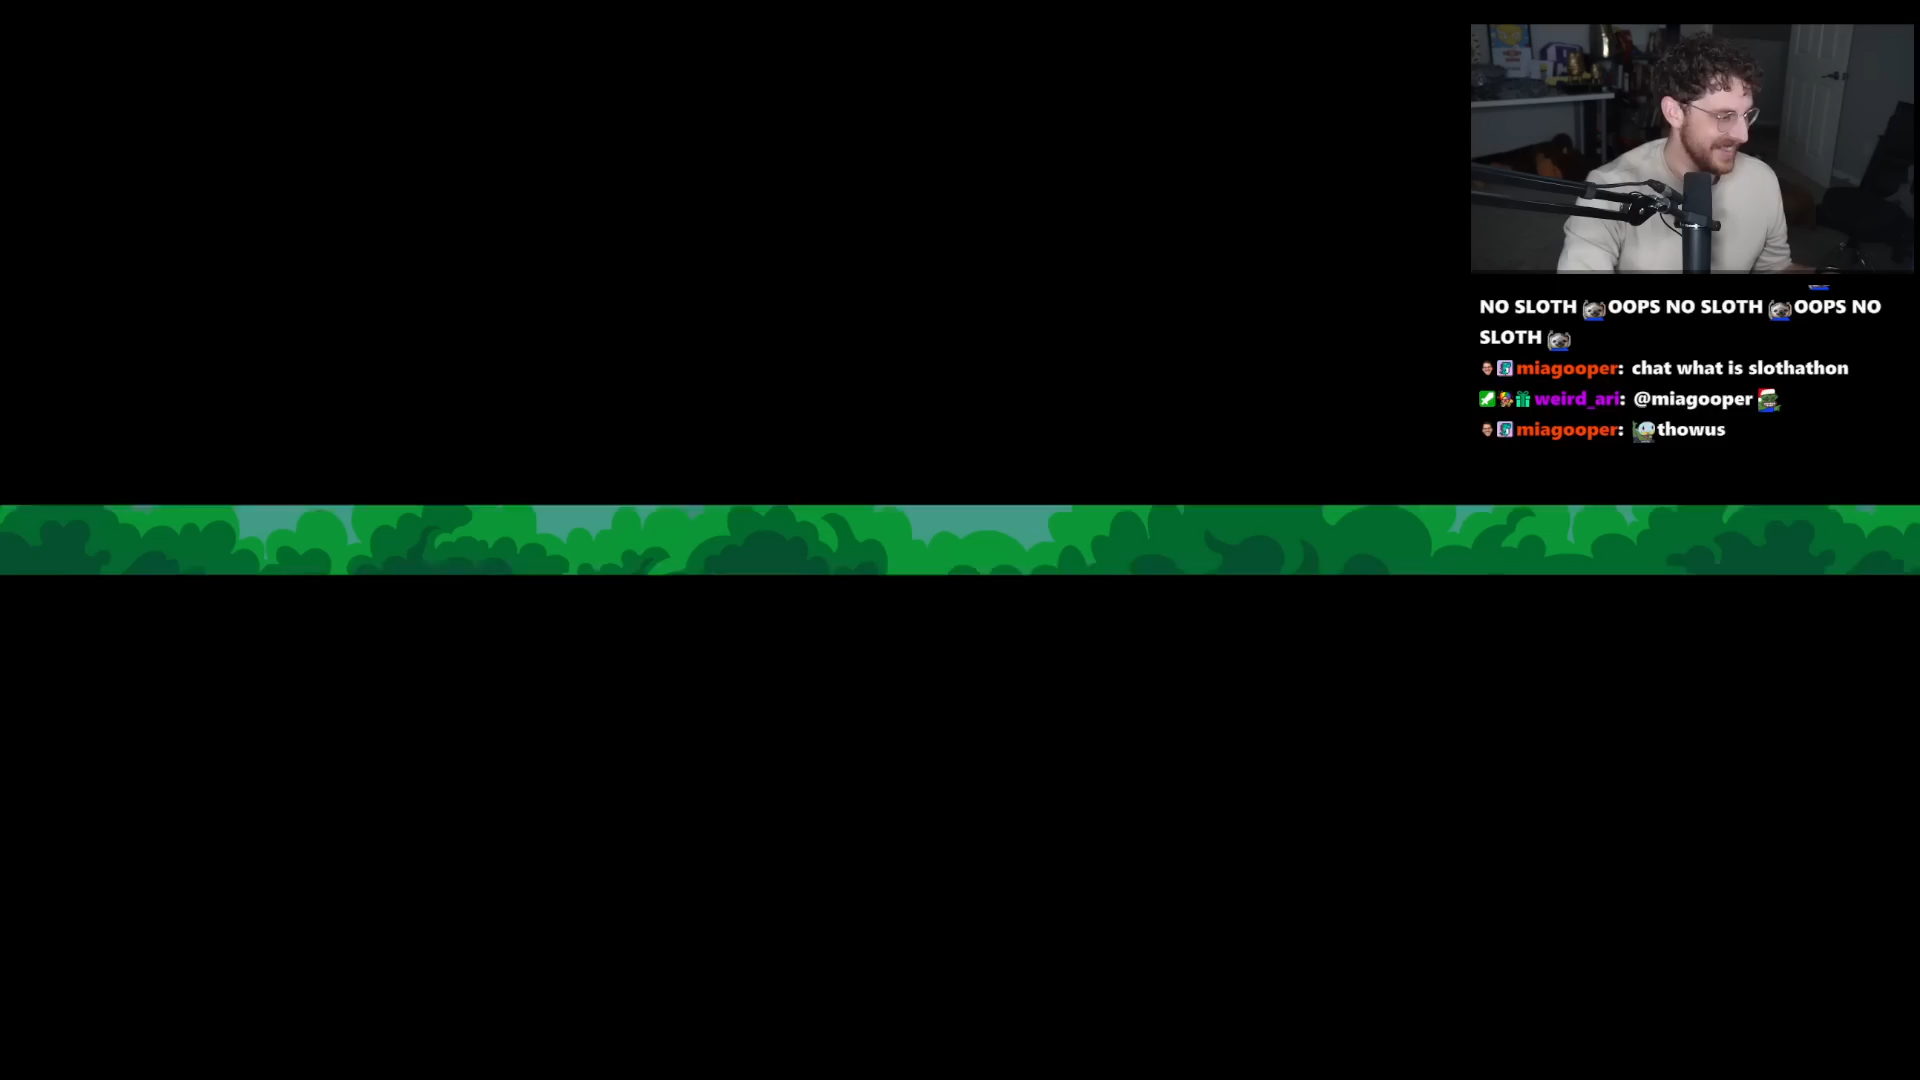 NO SLOTH OOPS NO SLOTH OOPS NO
SLOTH
miagooper: chat what is slothathon
weird_ari: @miagooper
miagooper: thowus